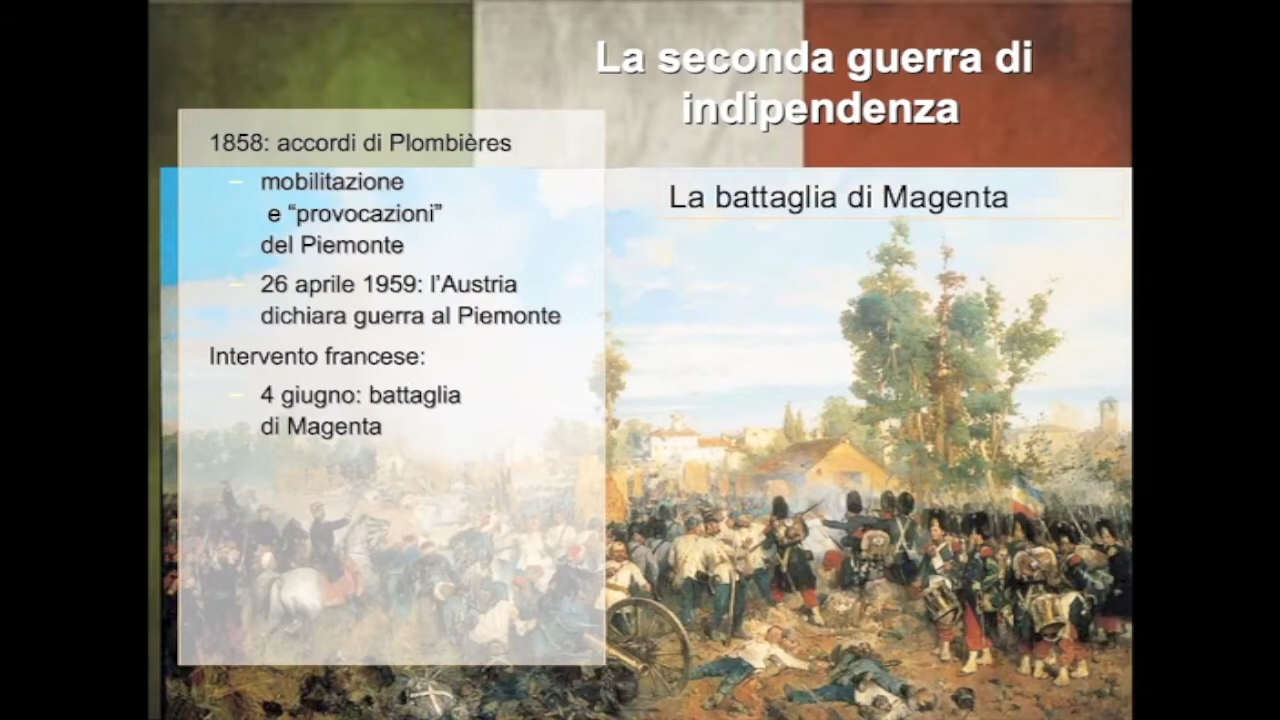 La seconda guerra di
indipendenza
1858: accordi di Plombières
– mobilitazione
e “provocazioni”
del Piemonte
– 26 aprile 1959: l’Austria
dichiara guerra al Piemonte
Intervento francese:
– 4 giugno: battaglia
di Magenta
La battaglia di Magenta